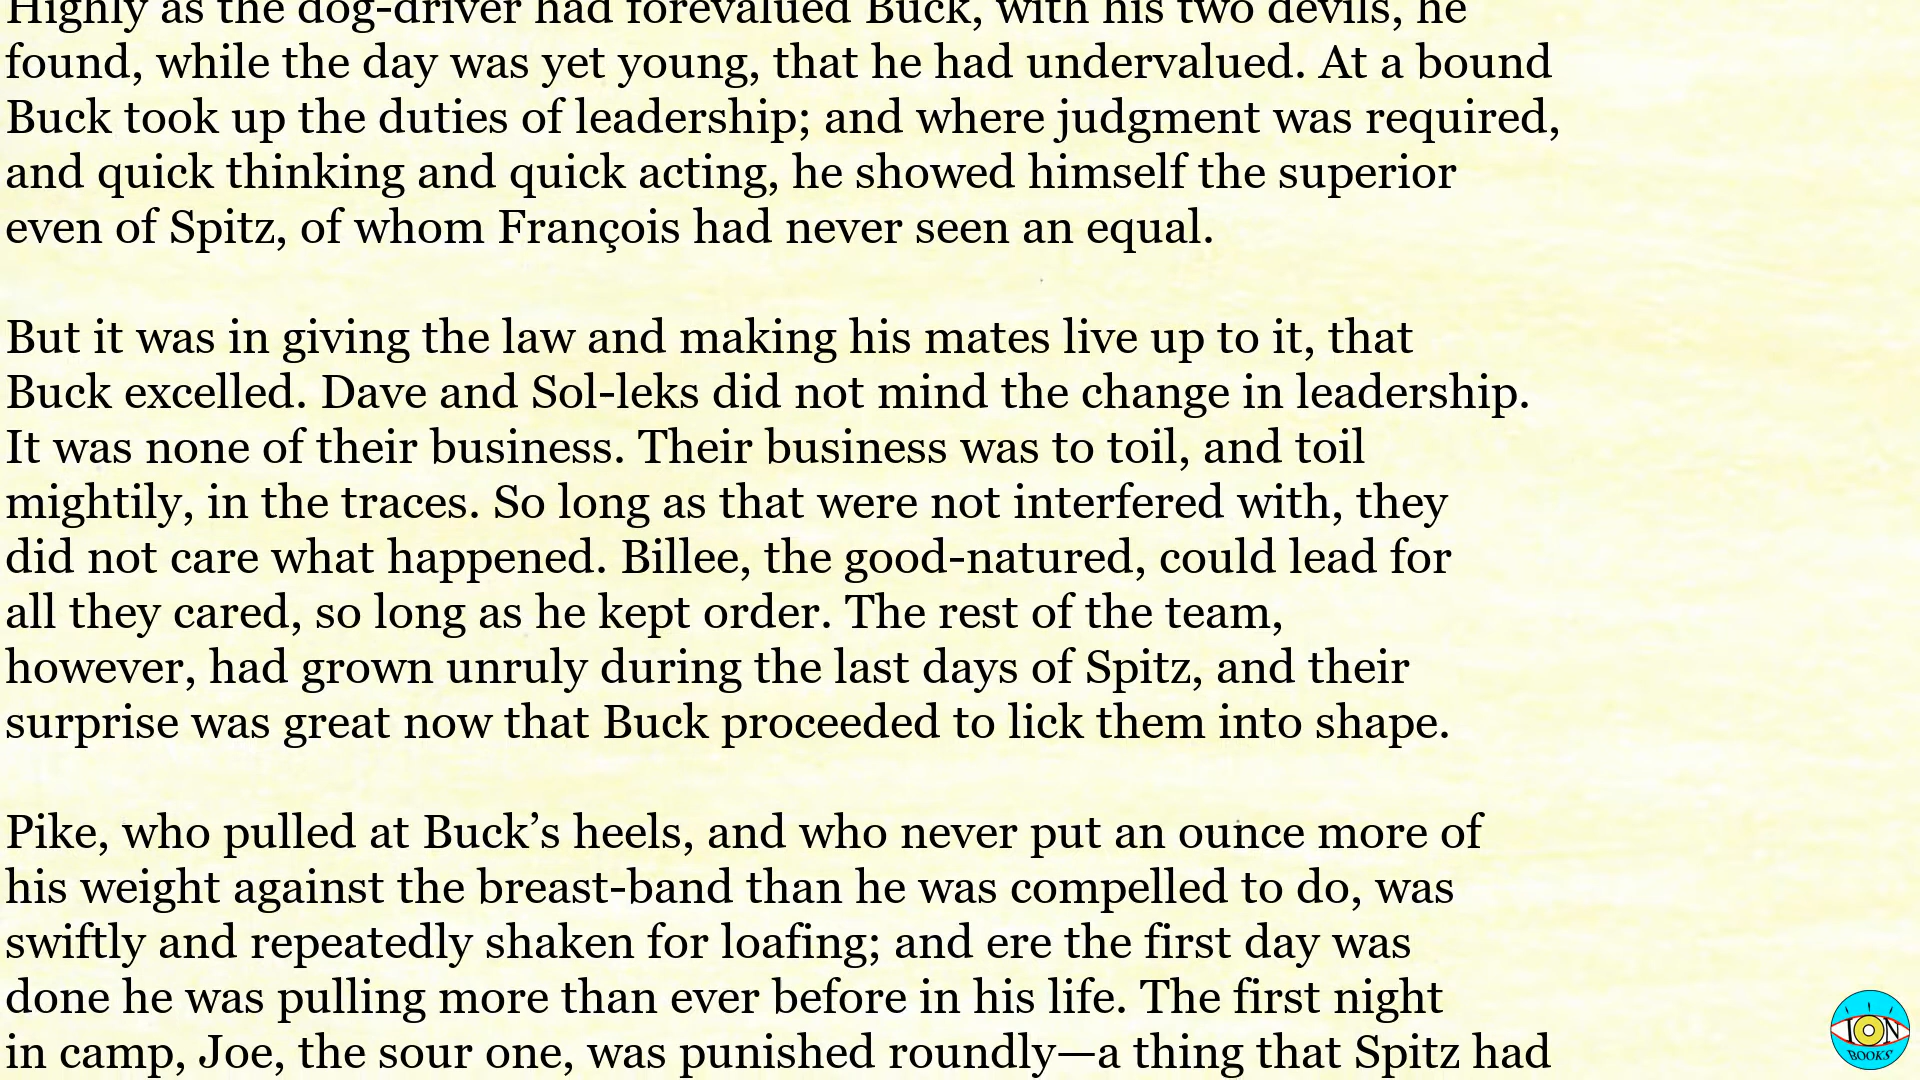 Highly as the dog-driver had forevalued Buck, with his two devils, he
found, while the day was yet young, that he had undervalued. At a bound
Buck took up the duties of leadership; and where judgment was required,
and quick thinking and quick acting, he showed himself the superior
even of Spitz, of whom François had never seen an equal.
But it was in giving the law and making his mates live up to it, that
Buck excelled. Dave and Sol-leks did not mind the change in leadership.
It was none of their business. Their business was to toil, and toil
mightily, in the traces. So long as that were not interfered with, they
did not care what happened. Billee, the good-natured, could lead for
all they cared, so long as he kept order. The rest of the team,
however, had grown unruly during the last days of Spitz, and their
surprise was great now that Buck proceeded to lick them into shape.
Pike, who pulled at Buck’s heels, and who never put an ounce more of
his weight against the breast-band than he was compelled to do, was
swiftly and repeatedly shaken for loafing; and ere the first day was
done he was pulling more than ever before in his life. The first night
in camp, Joe, the sour one, was punished roundly—a thing that Spitz had
ION
BOOKS